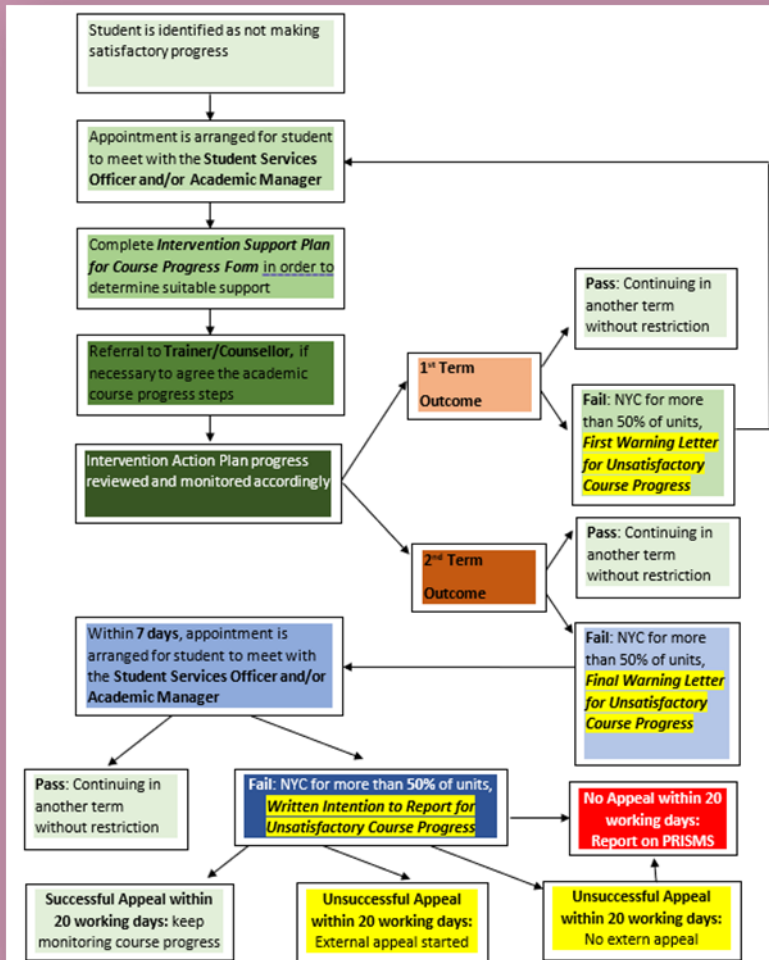 Student is identified as not making
satisfactory progress
Appointment is arranged for student
to meet with the Student Services
Officer and/or Academic Manager
Complete Intervention Support Plan
for Course Progress Form in order to
determine suitable support
Referral to Trainer/Counsellor, if
necessary to agree the academic
course progress steps
Intervention Action Plan progress
reviewed and monitored accordingly
1st Term
Outcome
Pass: Continuing in
another term
without restriction
Fail: NYC for more
than 50% of units,
First Warning Letter
for Unsatisfactory
Course Progress
2nd Term
Outcome
Pass: Continuing in
another term
without restriction
Fail: NYC for more
than 50% of units,
Final Warning Letter
for Unsatisfactory
Course Progress
Within 7 days, appointment is
arranged for student to meet with
the Student Services Officer and/or
Academic Manager
Pass: Continuing in
another term
without restriction
Fail: NYC for more than 50% of units,
Written Intention to Report for
Unsatisfactory Course Progress
No Appeal within 20
working days:
Report on PRISMS
Successful Appeal within
20 working days: keep
monitoring course progress
Unsuccessful Appeal
within 20 working days:
External appeal started
Unsuccessful Appeal
within 20 working days:
No extern appeal